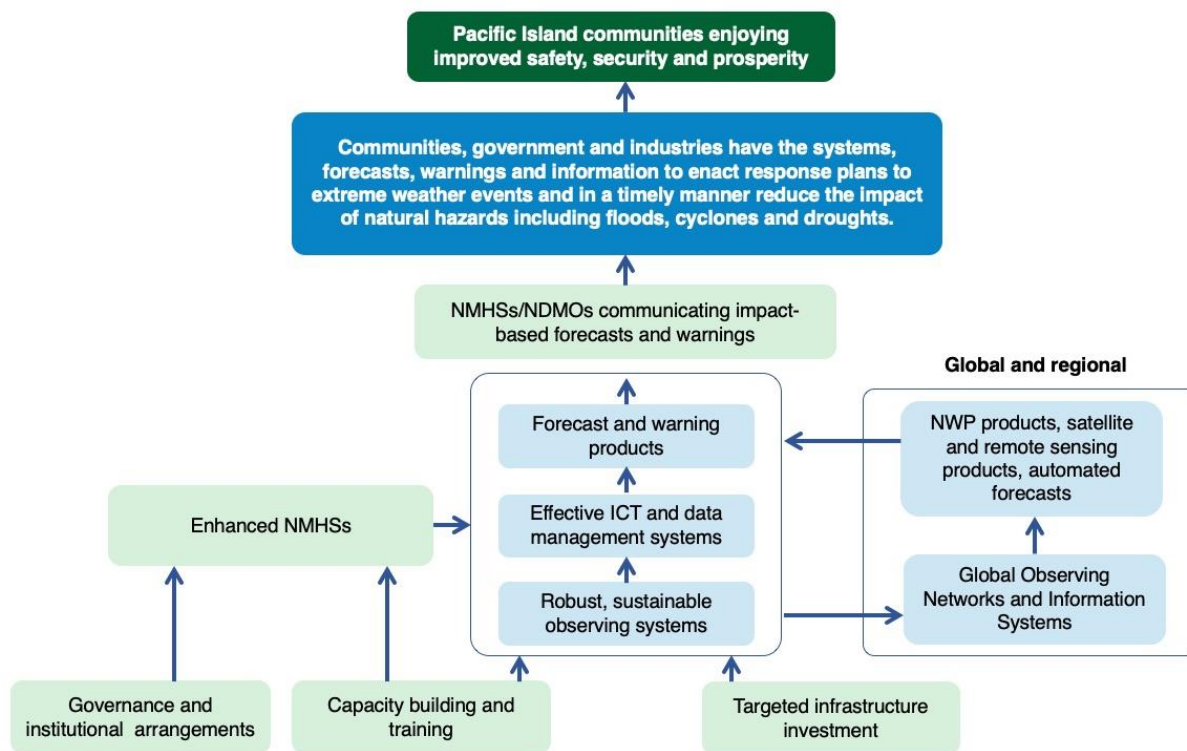 Pacific Island communities enjoying
improved safety, security and prosperity
Communities, government and industries have the systems,
forecasts, warnings and information to enact response plans to
extreme weather events and in a timely manner reduce the impact
of natural hazards including floods, cyclones and droughts.
NMHSs/NDMOs communicating impact-
based forecasts and warnings
Global and regional
Forecast and warning
products
NWP products, satellite
and remote sensing
products, automated
forecasts
Enhanced NMHSs
Effective ICT and data
management systems
Robust, sustainable
observing systems
Global Observing
Networks and Information
Systems
Governance and
institutional arrangements
Capacity building and
training
Targeted infrastructure
investment